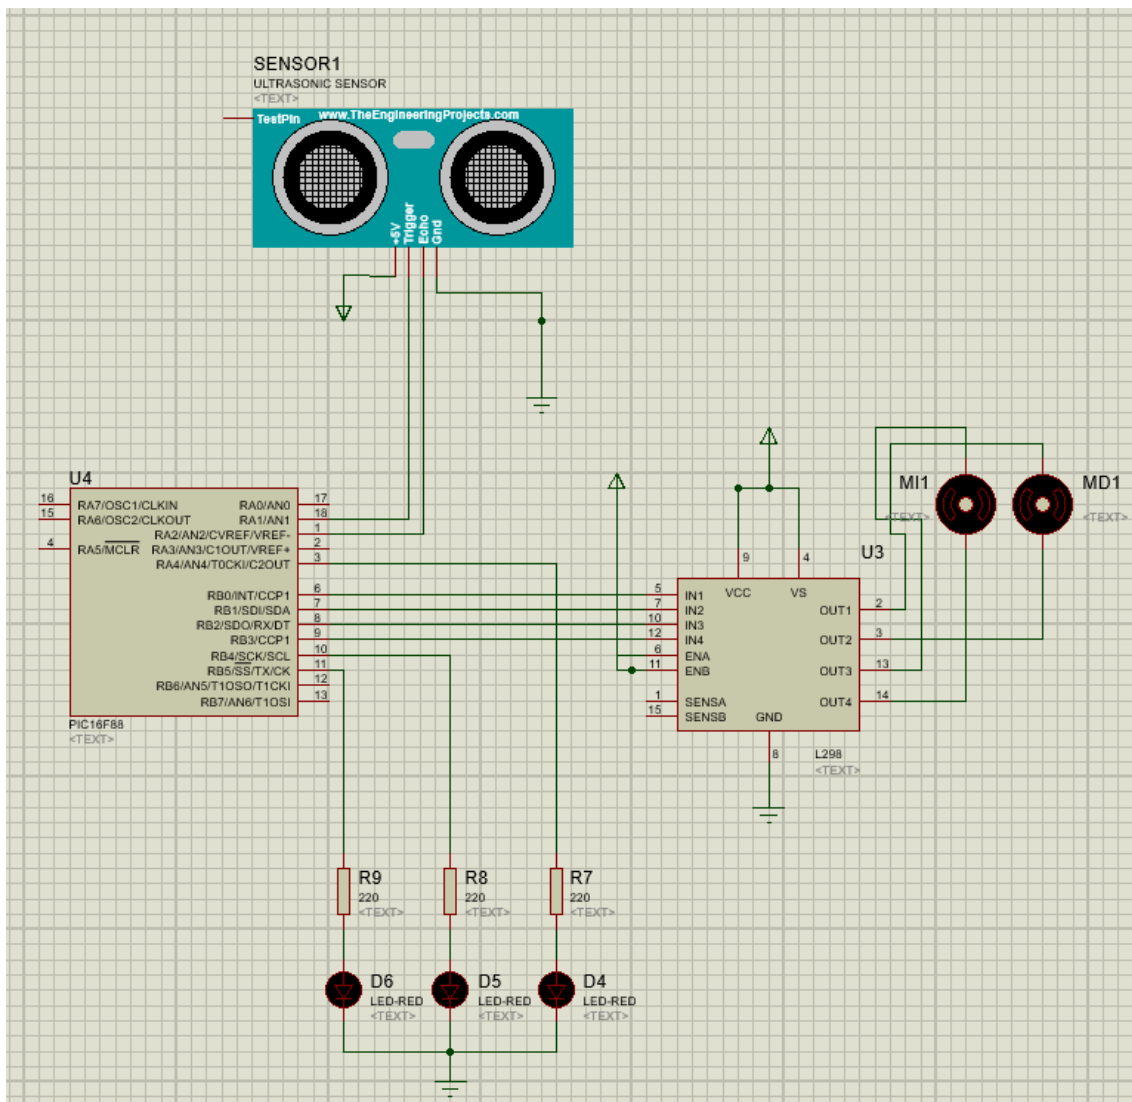 SENSOR1
ULTRASONIC SENSOR
<TEXT>
TestPin
www.TheEngineeringProjects.com
+5V
Trigger
Echo
Gnd
U4
16 RA7/OSC1/CLKIN RA0/AN0 17
15 RA6/OSC2/CLKOUT RA1/AN1 18
RA2/AN2/CVREF/VREF- 1
4 RA5/MCLR RA3/AN3/C1OUT/VREF+ 2
RA4/AN4/T0CKI/C2OUT 3
RB0/INT/CCP1 6
RB1/SDI/SDA 7
RB2/SDO/RX/DT 8
RB3/CCP1 9
RB4/SCK/SCL 10
RB5/SS/TX/CK 11
RB6/AN5/T1OSO/T1CKI 12
RB7/AN6/T1OSI 13
PIC16F88
<TEXT>
MI1
<TEXT>
MD1
<TEXT>
U3
9 4
VCC VS
5 IN1 OUT1 2
7 IN2
10 IN3 OUT2 3
12 IN4
6 ENA
11 ENB OUT3 13
1 SENSA OUT4 14
15 SENSB GND
8
L298
<TEXT>
R9
220
<TEXT>
R8
220
<TEXT>
R7
220
<TEXT>
D6
LED-RED
<TEXT>
D5
LED-RED
<TEXT>
D4
LED-RED
<TEXT>